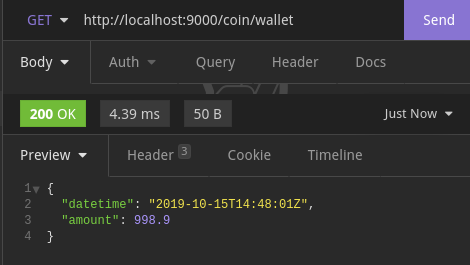 GET http://localhost:9000/coin/wallet Send
Body Auth Query Header Docs
200 OK 4.39 ms 50 B Just Now
Preview Header 3 Cookie Timeline
1 {
2 "datetime": "2019-10-15T14:48:01Z",
3 "amount": 998.9
4 }